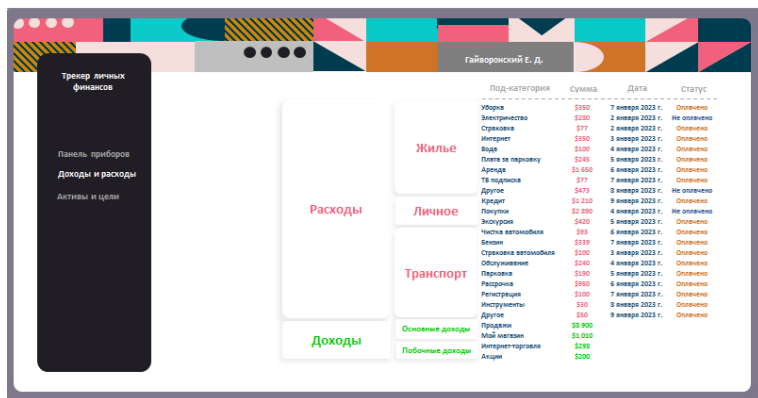 Гайворонский Е. Д.
Трекер личных
финансов
Панель приборов
Доходы и расходы
Активы и цели
Под-категория Сумма Дата Статус
Расходы
Жилье
Уборка $350 7 января 2023 г. Оплачено
Электричество $280 2 января 2023 г. Не оплачено
Страховка $77 2 января 2023 г. Оплачено
Интернет $350 3 января 2023 г. Оплачено
Вода $100 4 января 2023 г. Оплачено
Плата за парковку $245 5 января 2023 г. Оплачено
Аренда $1 650 6 января 2023 г. Оплачено
ТВ подписка $77 7 января 2023 г. Оплачено
Другое $473 8 января 2023 г. Не оплачено
Личное
Кредит $1 210 9 января 2023 г. Оплачено
Покупки $2 890 4 января 2023 г. Не оплачено
Экскурсия $420 5 января 2023 г. Оплачено
Транспорт
Чистка автомобиля $93 6 января 2023 г. Оплачено
Бензин $339 7 января 2023 г. Оплачено
Страховка автомобиля $100 3 января 2023 г. Оплачено
Обслуживание $240 4 января 2023 г. Оплачено
Парковка $190 5 января 2023 г. Оплачено
Рассрочка $950 6 января 2023 г. Оплачено
Регистрация $100 7 января 2023 г. Оплачено
Инструменты $30 8 января 2023 г. Оплачено
Другое $50 9 января 2023 г. Оплачено
Доходы
Основные доходы
Продажи $8 900
Мой магазин $1 010
Побочные доходы
Интернет-торговля $290
Акции $200